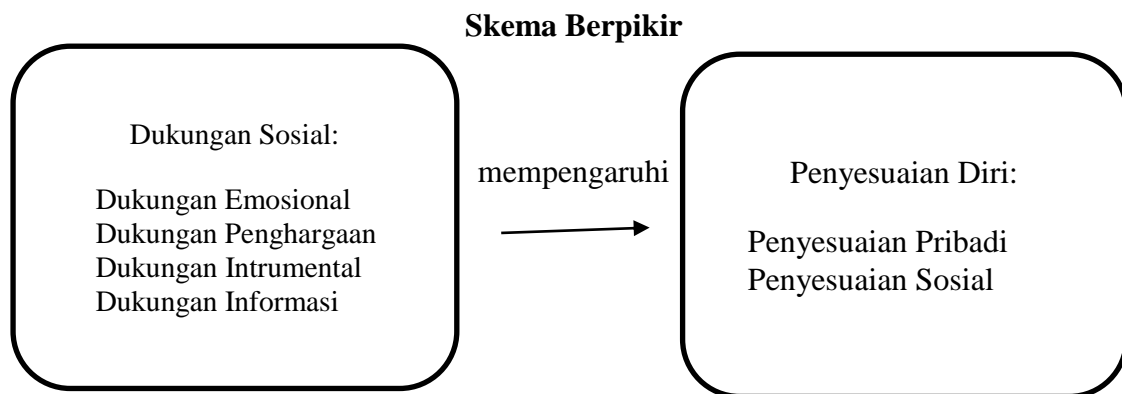 Skema Berpikir
Dukungan Sosial:
Dukungan Emosional
Dukungan Penghargaan
Dukungan Intrumental
Dukungan Informasi
mempengaruhi
Penyesuaian Diri:
Penyesuaian Pribadi
Penyesuaian Sosial